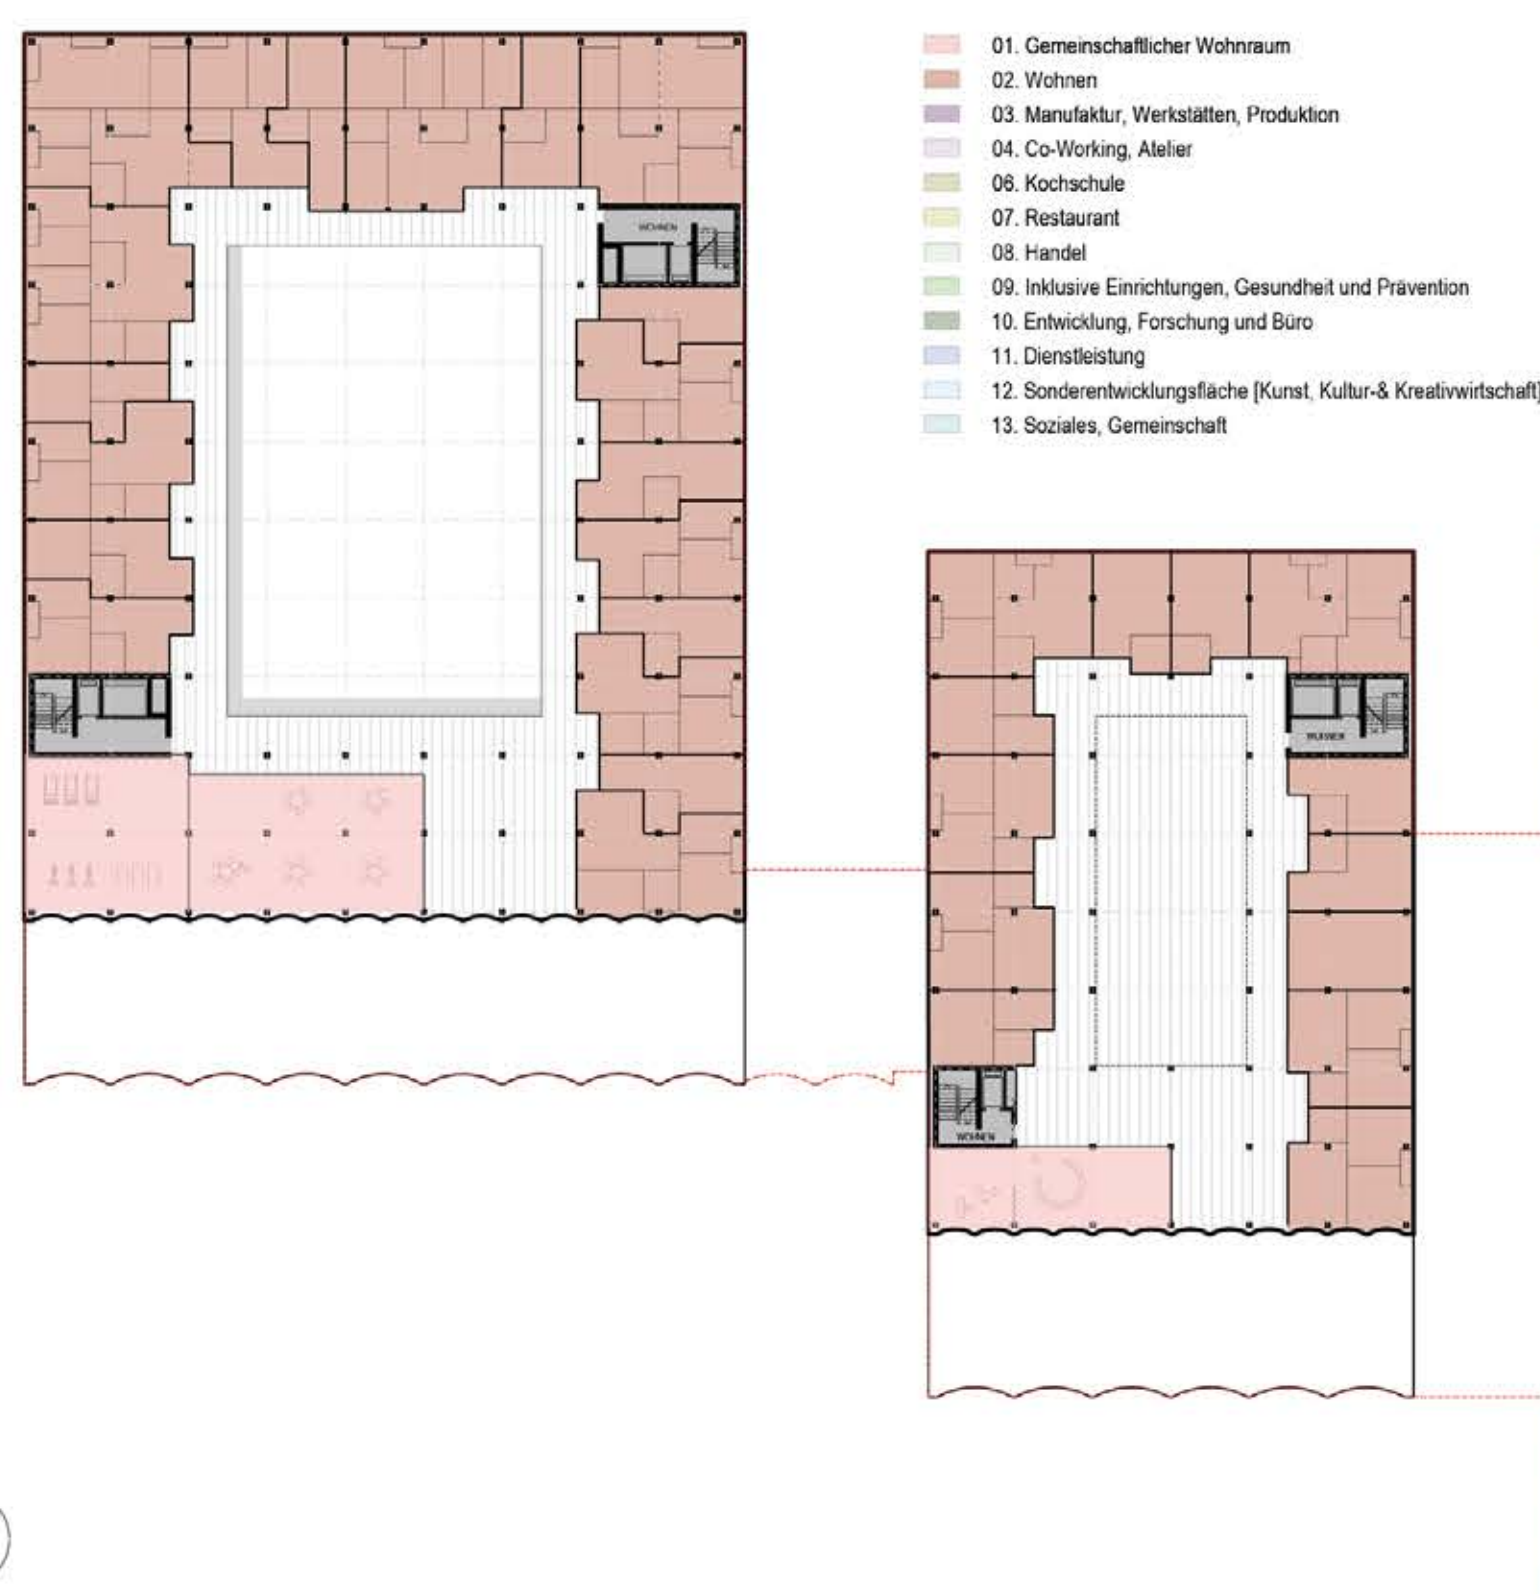 01. Gemeinschaftlicher Wohnraum
02. Wohnen
03. Manufaktur, Werkstätten, Produktion
04. Co-Working, Atelier
06. Kochschule
07. Restaurant
08. Handel
09. Inklusive Einrichtungen, Gesundheit und Prävention
10. Entwicklung, Forschung und Büro
11. Dienstleistung
12. Sonderentwicklungsfläche [Kunst, Kultur-& Kreativwirtschaft]
13. Soziales, Gemeinschaft
WOHNEN
WOHNEN
WOHNEN